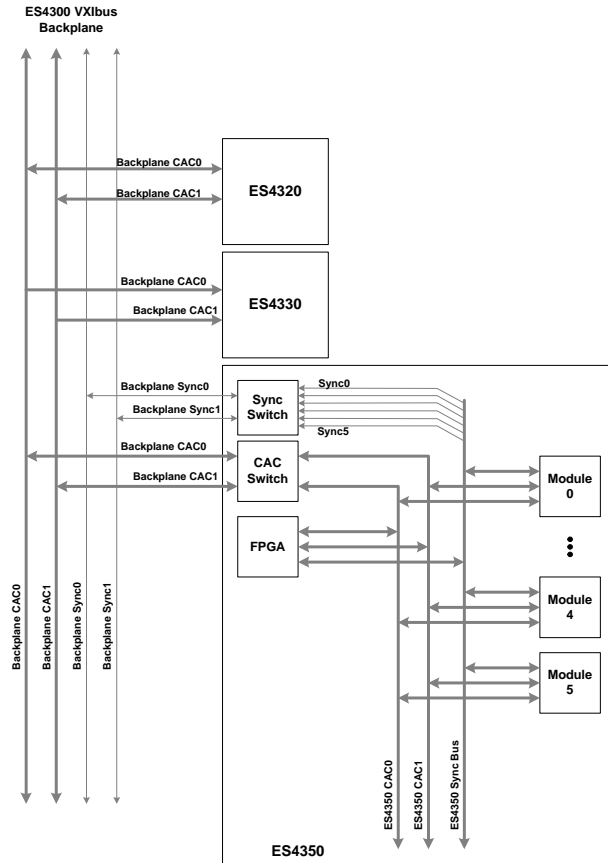 ES4300 VXIbus
Backplane
Backplane CAC0
Backplane CAC1
ES4320
Backplane CAC0
Backplane CAC1
ES4330
Backplane Sync0
Backplane Sync1
Sync
Switch
Sync0
Sync5
Backplane CAC0
Backplane CAC1
CAC
Switch
FPGA
Module
0
Module
4
Module
5
Backplane CAC0
Backplane CAC1
Backplane Sync0
Backplane Sync1
ES4350 CAC0
ES4350 CAC1
ES4350 Sync Bus
ES4350